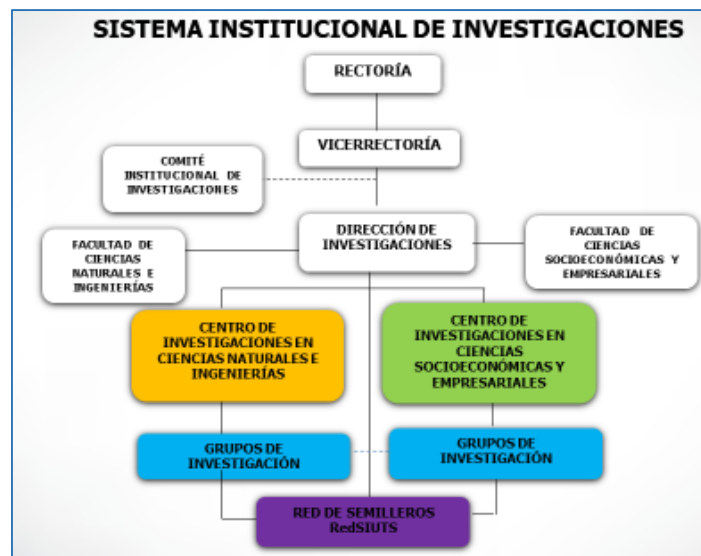 SISTEMA INSTITUCIONAL DE INVESTIGACIONES
RECTORÍA
VICERRECTORÍA
COMITÉ
INSTITUCIONAL DE
INVESTIGACIONES
DIRECCIÓN DE
INVESTIGACIONES
FACULTAD DE
CIENCIAS
NATURALES E
INGENIERÍAS
FACULTAD DE
CIENCIAS
SOCIOECONÓMICAS Y
EMPRESARIALES
CENTRO DE
INVESTIGACIONES EN
CIENCIAS NATURALES E
INGENIERÍAS
CENTRO DE
INVESTIGACIONES EN
CIENCIAS
SOCIOECONÓMICAS Y
EMPRESARIALES
GRUPOS DE
INVESTIGACIÓN
GRUPOS DE
INVESTIGACIÓN
RED DE SEMILLEROS
RedSIUTS